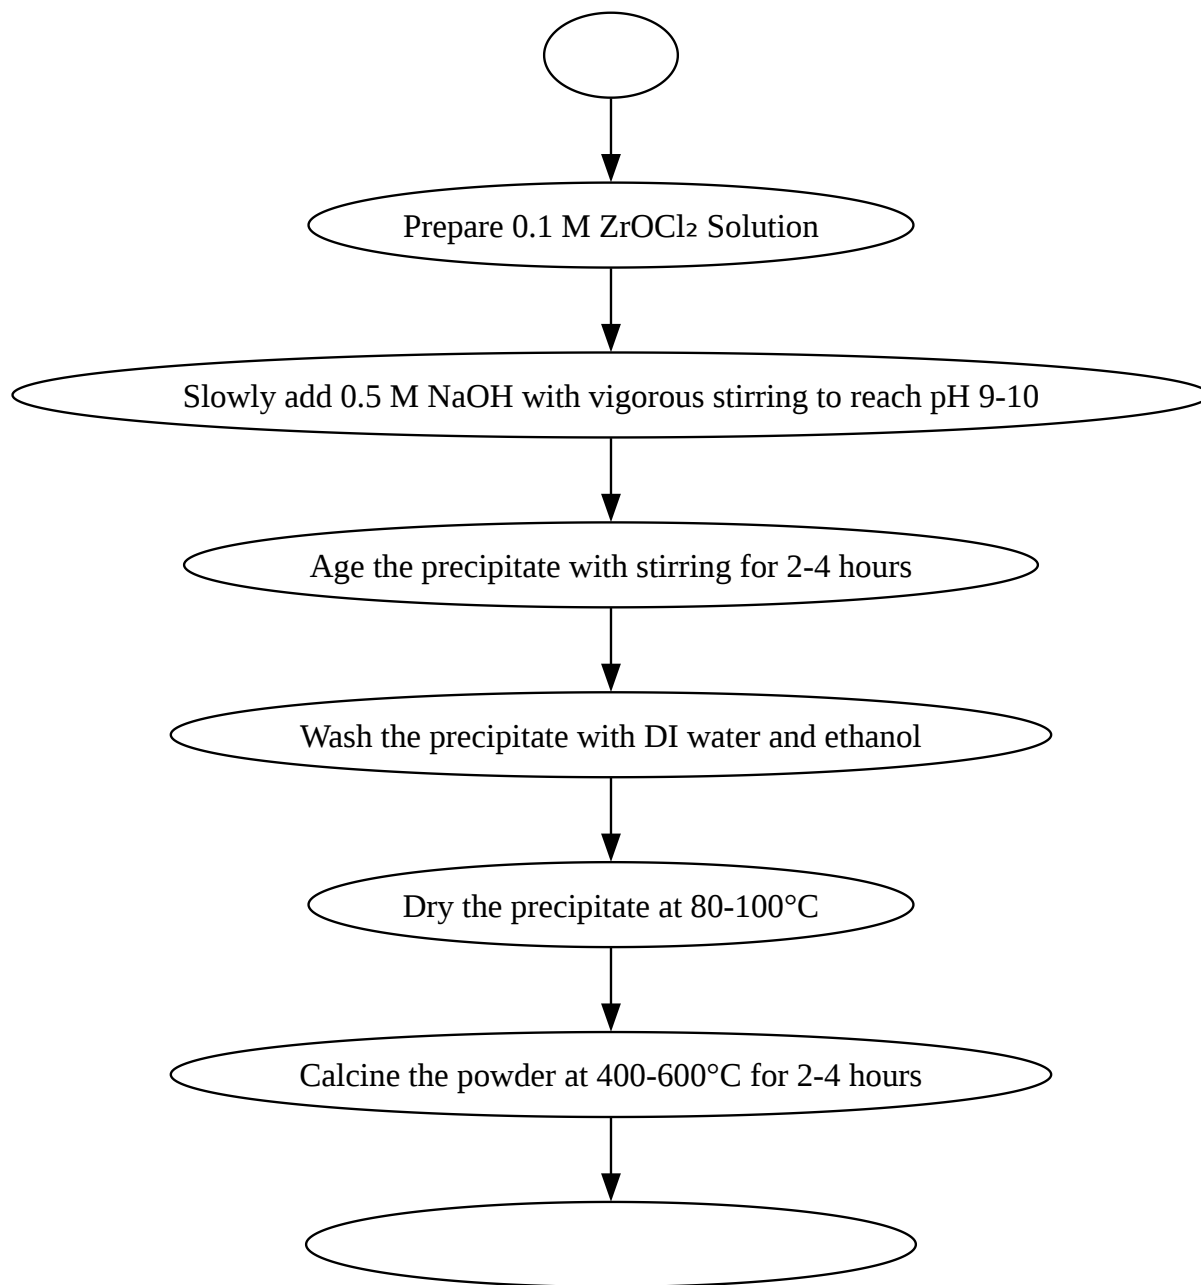 Prepare 0.1 M ZrOCl₂ Solution
Slowly add 0.5 M NaOH with vigorous stirring to reach pH 9-10
Age the precipitate with stirring for 2-4 hours
Wash the precipitate with DI water and ethanol
Dry the precipitate at 80-100°C
Calcine the powder at 400-600°C for 2-4 hours